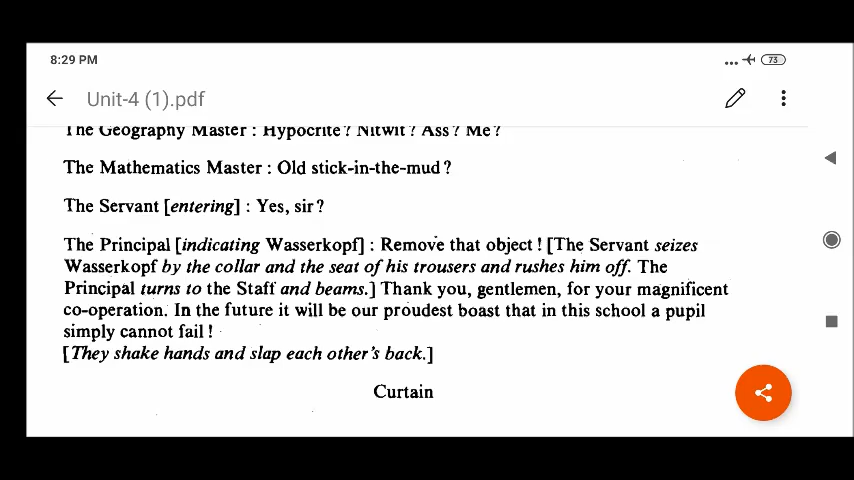 8:29 PM
73
Unit-4 (1).pdf
The Geography Master : Hypocrite? Nitwit? Ass? Me?
The Mathematics Master : Old stick-in-the-mud?
The Servant [entering] : Yes, sir?
The Principal [indicating Wasserkopf] : Remove that object! [The Servant seizes
Wasserkopf by the collar and the seat of his trousers and rushes him off. The
Principal turns to the Staff and beams.] Thank you, gentlemen, for your magnificent
co-operation. In the future it will be our proudest boast that in this school a pupil
simply cannot fail!
[They shake hands and slap each other's back.]
Curtain